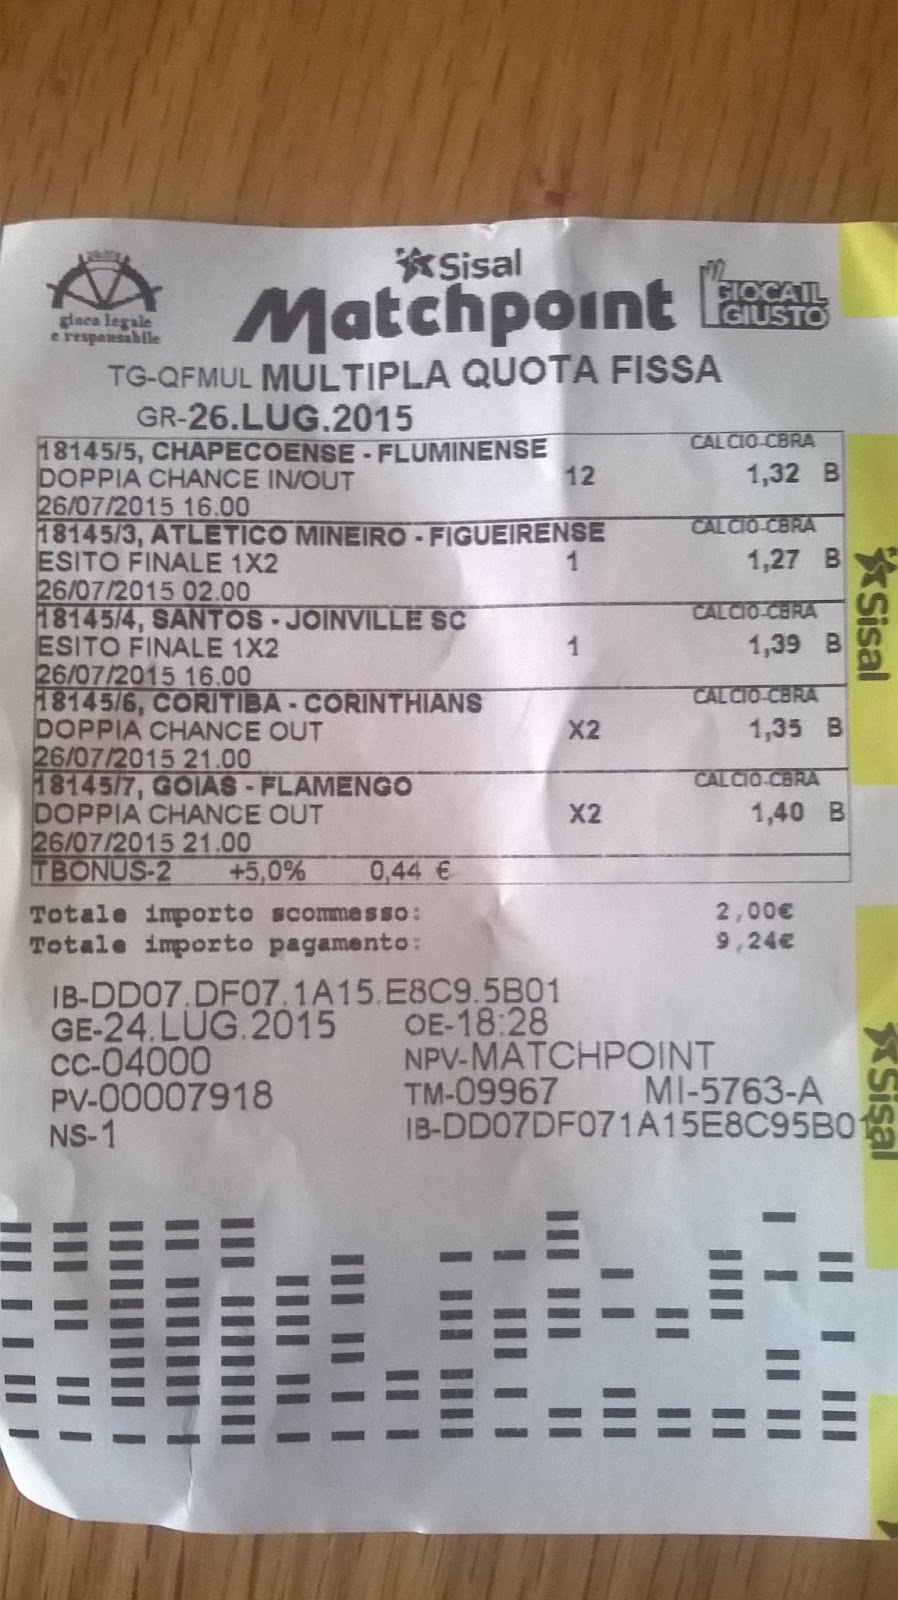 gioco legale
e responsabile
Sisal
Matchpoint
GIOCA IL
GIUSTO
TG-QFMUL MULTIPLA QUOTA FISSA
GR-26.LUG.2015
18145/5, CHAPECOENSE - FLUMINENSE CALCIO-CBRA
DOPPIA CHANCE IN/OUT 12 1,32 B
26/07/2015 16.00
18145/3, ATLETICO MINEIRO - FIGUEIRENSE CALCIO-CBRA
ESITO FINALE 1X2 1 1,27 B
26/07/2015 02.00
18145/4, SANTOS - JOINVILLE SC CALCIO-CBRA
ESITO FINALE 1X2 1 1,39 B
26/07/2015 16.00
18145/6, CORITIBA - CORINTHIANS CALCIO-CBRA
DOPPIA CHANCE OUT X2 1,35 B
26/07/2015 21.00
18145/7, GOIAS - FLAMENGO CALCIO-CBRA
DOPPIA CHANCE OUT X2 1,40 B
26/07/2015 21.00
TBONUS-2 +5,0% 0,44 €
Totale importo scommesso: 2,00€
Totale importo pagamento: 9,24€
IB-DD07.DF07.1A15.E8C9.5B01
GE-24.LUG.2015 OE-18:28
CC-04000 NPV-MATCHPOINT
PV-00007918 TM-09967 MI-5763-A
NS-1 IB-DD07DF071A15E8C95B01
Sisal
Sisal